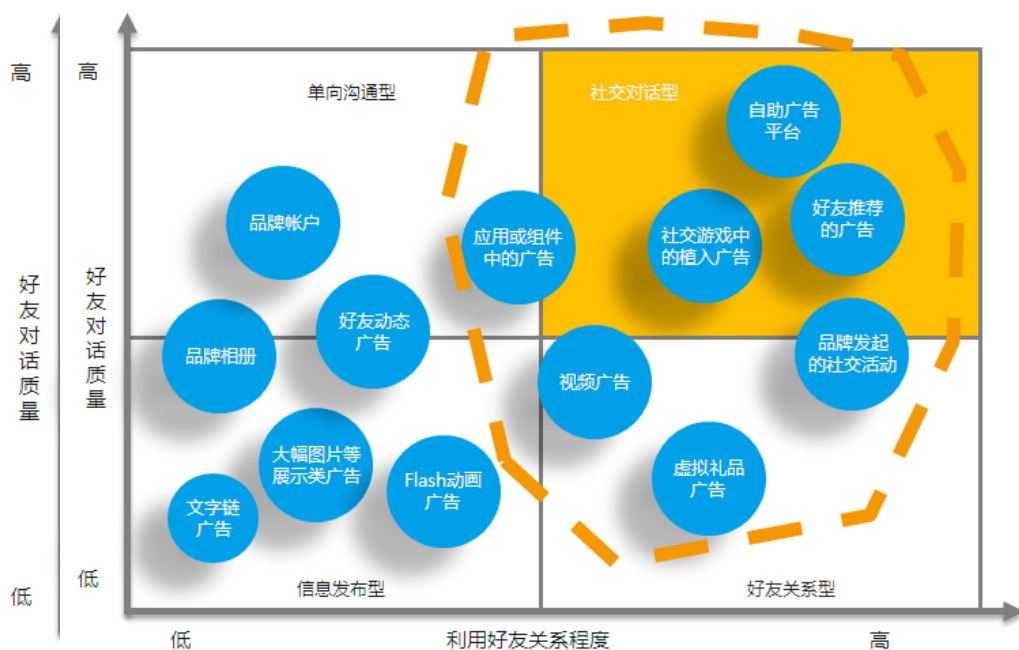 高
高
单向沟通型
社交对话型
自助广告
平台
品牌帐户
应用或组件
中的广告
社交游戏中
的植入广告
好友推荐
的广告
好友对话质量
好友对话质量
品牌相册
好友动态
广告
视频广告
品牌发起
的社交活动
大幅图片等
展示类广告
Flash动画
广告
虚拟礼品
广告
文字链
广告
低
低
信息发布型
好友关系型
低
利用好友关系程度
高